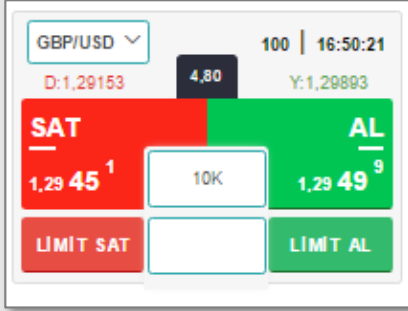 GBP/USD
100 | 16:50:21
D:1,29153
4,80
Y:1,29893
SAT
AL
1,29 45 1
10K
1,29 49 9
LİMİT SAT
LİMİT AL